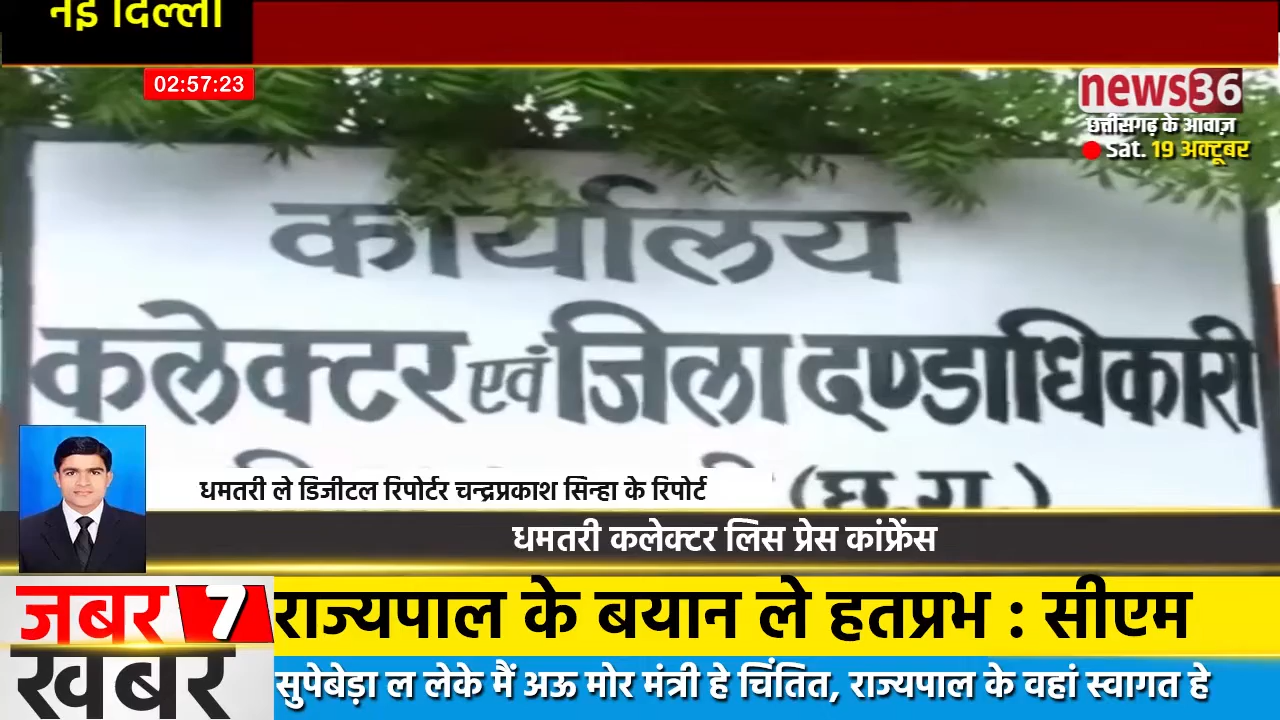 नई दिल्ली
02:57:23
news36
छत्तीसगढ़ के आवाज़
Sat. 19 अक्टूबर
कार्यालय
कलेक्टर एवं जिला दण्डाधिकारी
(छ.ग.)
धमतरी ले डिजीटल रिपोर्टर चन्द्रप्रकाश सिन्हा के रिपोर्ट
धमतरी कलेक्टर लिस प्रेस कांफ्रेंस
जबर 7
खबर
राज्यपाल के बयान ले हतप्रभ : सीएम
सुपेबेड़ा ल लेके मैं अऊ मोर मंत्री हे चिंतित, राज्यपाल के वहां स्वागत हे